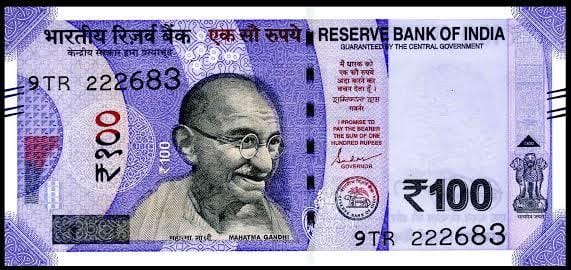 भारतीय रिज़र्व बैंक
केन्द्रीय सरकार द्वारा प्रत्याभूत
एक सौ रुपये
RESERVE BANK OF INDIA
GUARANTEED BY THE CENTRAL GOVERNMENT
9TR 222683
मैं धारक को
एक सौ रुपये
अदा करने का
वचन देता हूँ ।
गवर्नर
I PROMISE TO
PAY THE BEARER
THE SUM OF ONE
HUNDRED RUPEES
GOVERNOR
₹१००
₹100
₹100
महात्मा गांधी
MAHATMA GANDHI
सत्यमेव जयते
9TR 222683